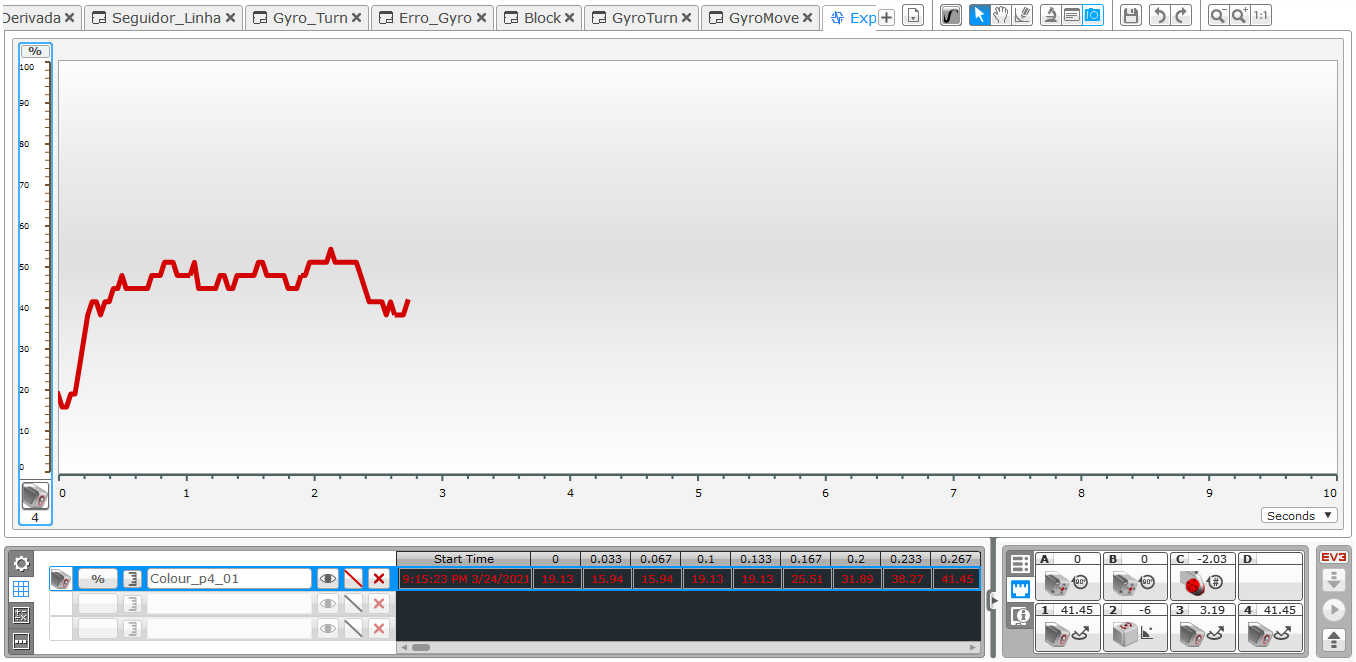 Derivada Seguidor_Linha Gyro_Turn Erro_Gyro Block GyroTurn GyroMove Exp 1:1
%
100
90
80
70
60
50
40
30
20
10
0
0 1 2 3 4 5 6 7 8 9 10
4
Seconds
Start Time 0 0.033 0.067 0.1 0.133 0.167 0.2 0.233 0.267
% Colour_p4_01 9:15:23 PM 3/24/2021 19.13 15.94 15.94 19.13 19.13 25.51 31.89 38.27 41.45
A 0 B 0 C -2.03 D
1 41.45 2 -6 3 3.19 4 41.45
EV3